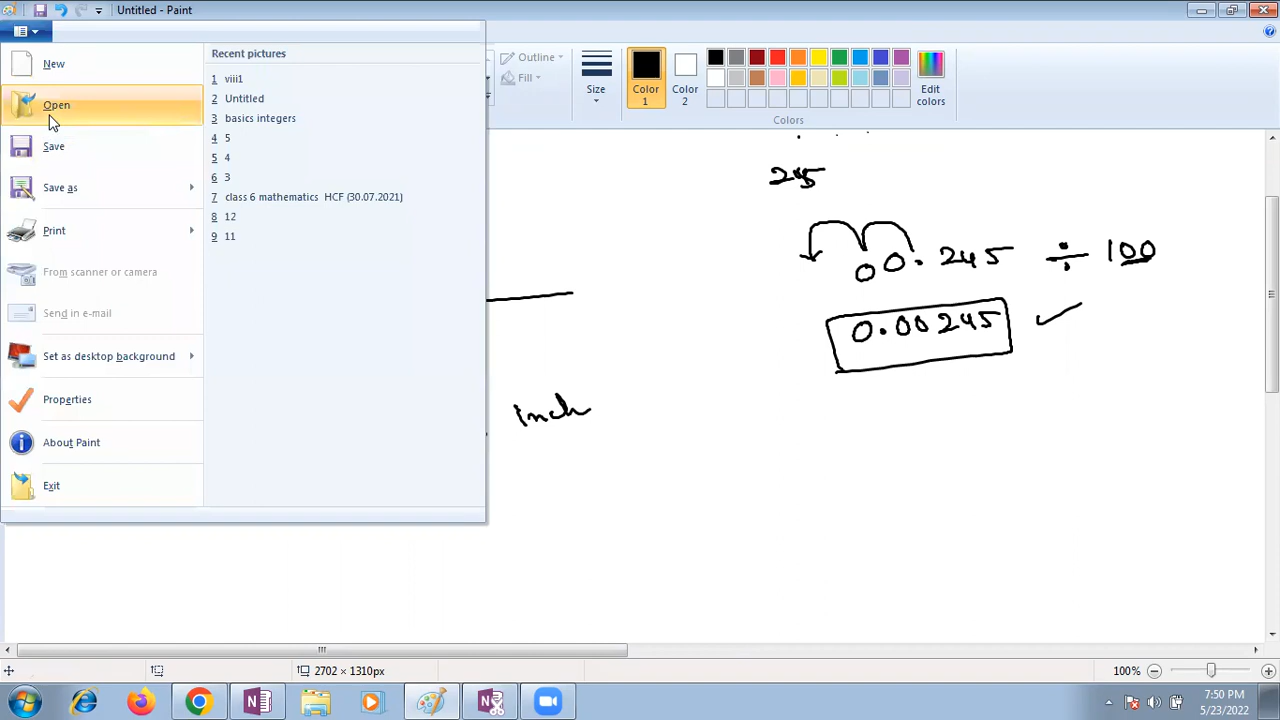 Untitled - Paint
New
Open
Save
Save as
Print
From scanner or camera
Send in e-mail
Set as desktop background
Properties
About Paint
Exit
Recent pictures
1 viii1
2 Untitled
3 basics integers
4 5
5 4
6 3
7 class 6 mathematics HCF (30.07.2021)
8 12
9 11
Outline
Fill
Size
Color 1
Color 2
Edit colors
Colors
245
00.245 ÷ 100
0.00245
inch
2702 × 1310px
100%
7:50 PM
5/23/2022